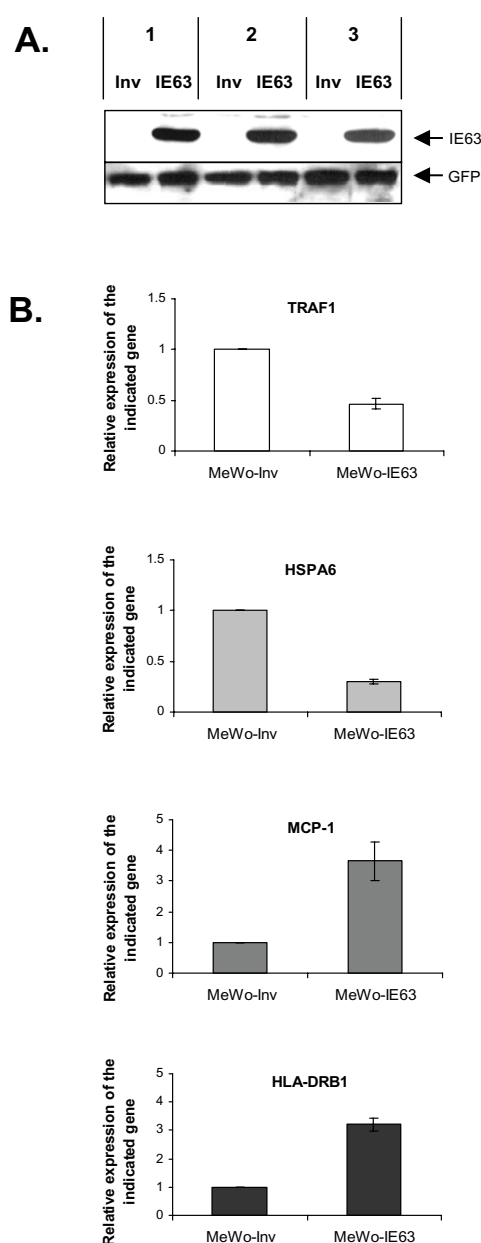 A.
1 2 3
Inv IE63 Inv IE63 Inv IE63
IE63
GFP
B.
Relative expression of the
indicated gene
TRAF1
1.5
1
0.5
0
MeWo-Inv MeWo-IE63
Relative expression of the
indicated gene
HSPA6
1.5
1
0.5
0
MeWo-Inv MeWo-IE63
Relative expression of the
indicated gene
MCP-1
5
4
3
2
1
0
MeWo-Inv MeWo-IE63
Relative expression of the
indicated gene
HLA-DRB1
5
4
3
2
1
0
MeWo-Inv MeWo-IE63